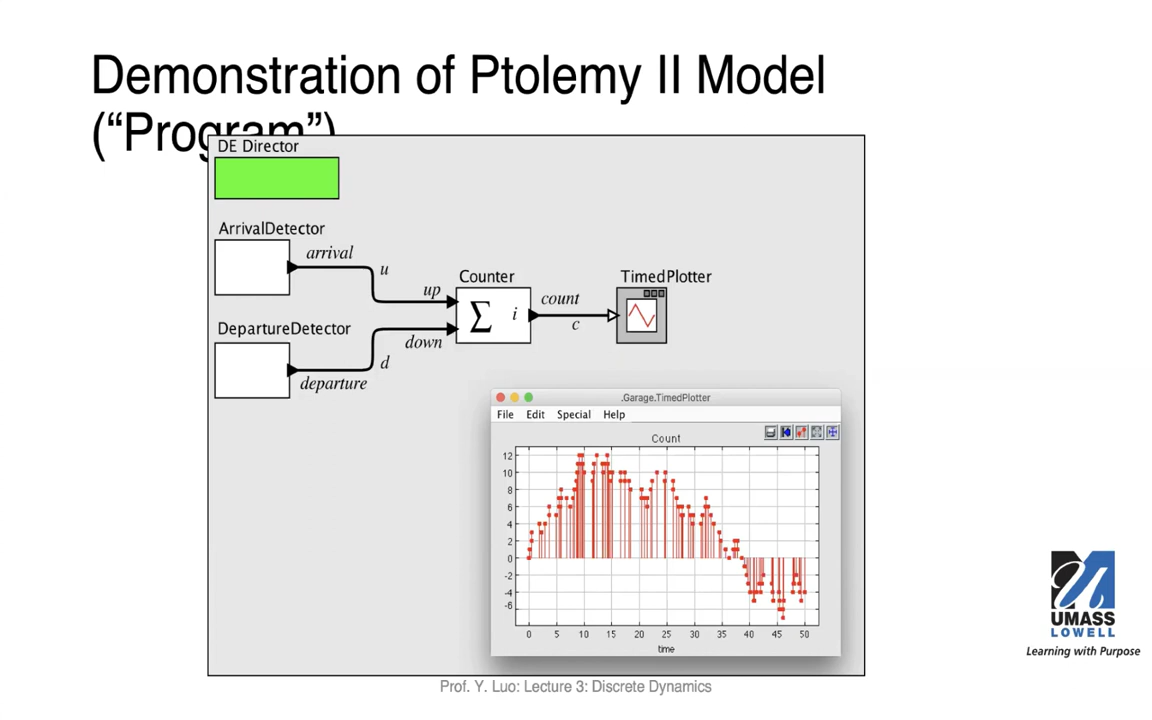 Demonstration of Ptolemy II Model
(“Program”)
DE Director
ArrivalDetector
arrival
u
up
Counter
Σ i
count
c
TimedPlotter
DepartureDetector
departure
d
down
.Garage.TimedPlotter
File Edit Special Help
Count
12
10
8
6
4
2
0
-2
-4
-6
0 5 10 15 20 25 30 35 40 45 50
time
UMASS
LOWELL
Learning with Purpose
Prof. Y. Luo: Lecture 3: Discrete Dynamics